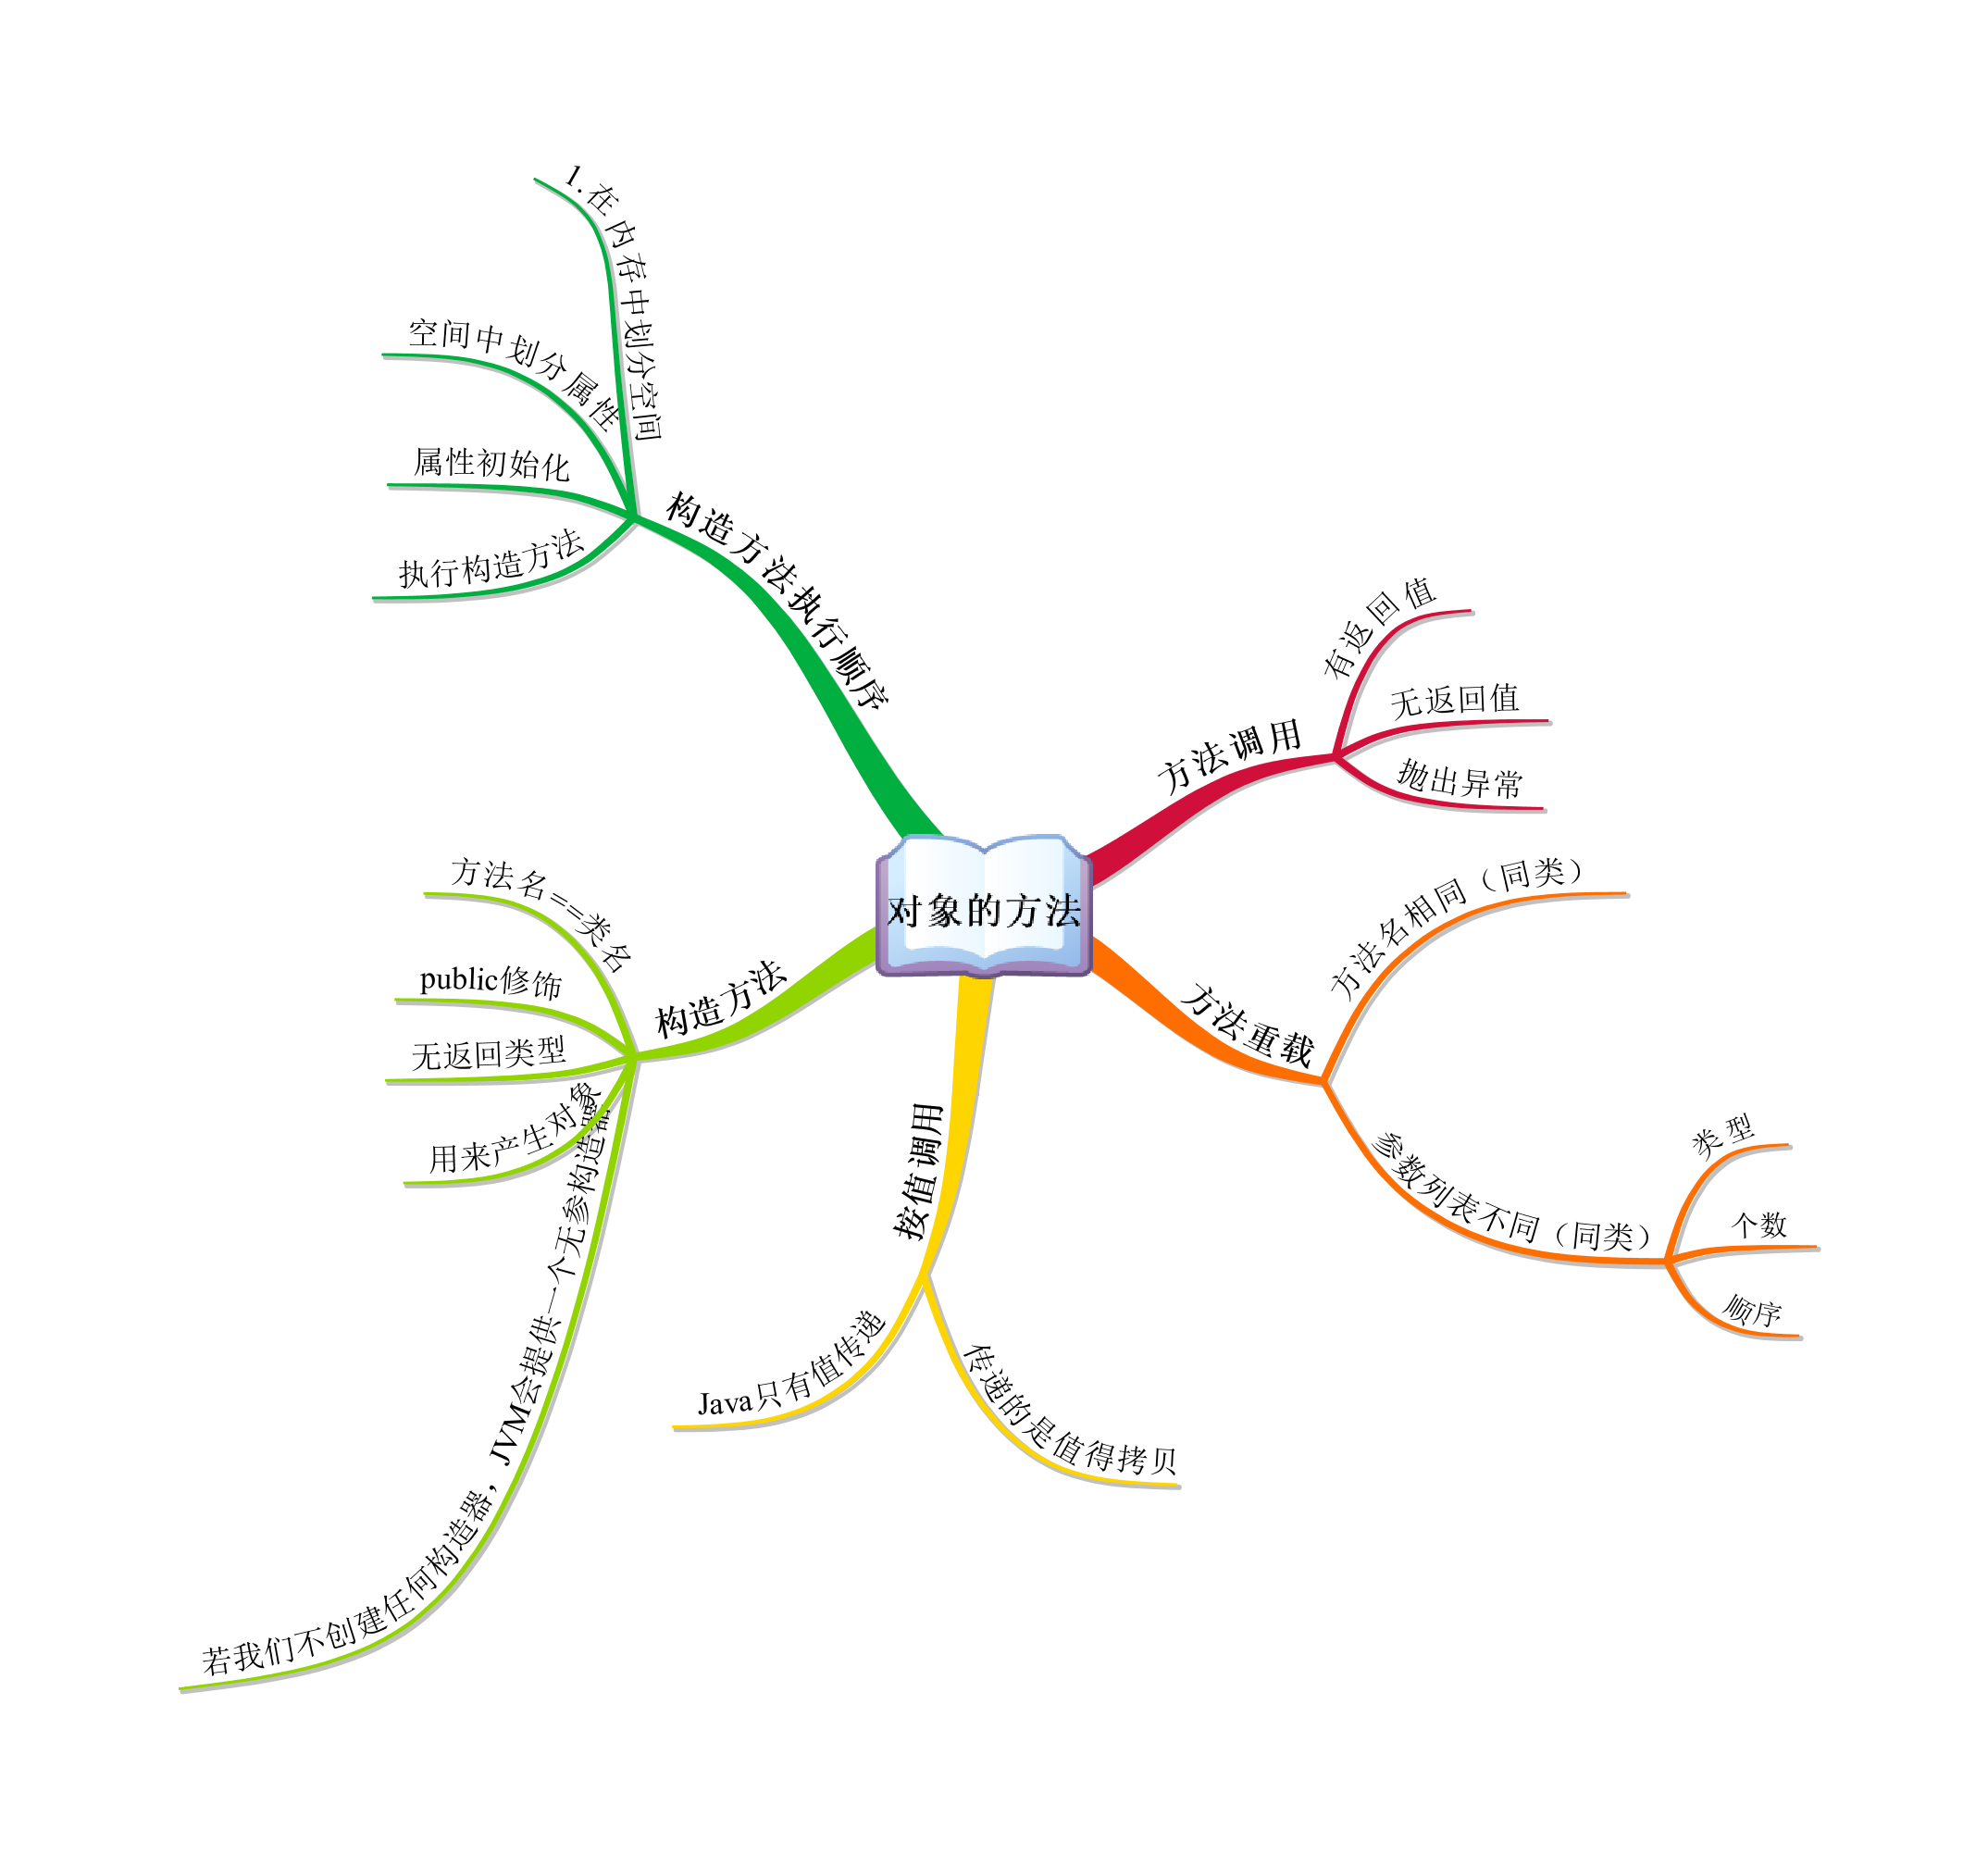 对象的方法
方法调用
有返回值
无返回值
抛出异常
方法重载
方法名相同（同类）
参数列表不同（同类）
类型
个数
顺序
按值调用
传递的是值得拷贝
Java只有值传递
构造方法
方法名==类名
public修饰
无返回类型
用来产生对象
若我们不创建任何构造器，JVM会提供一个无参构造器
构造方法执行顺序
1.在内存中划分空间
空间中划分属性
属性初始化
执行构造方法